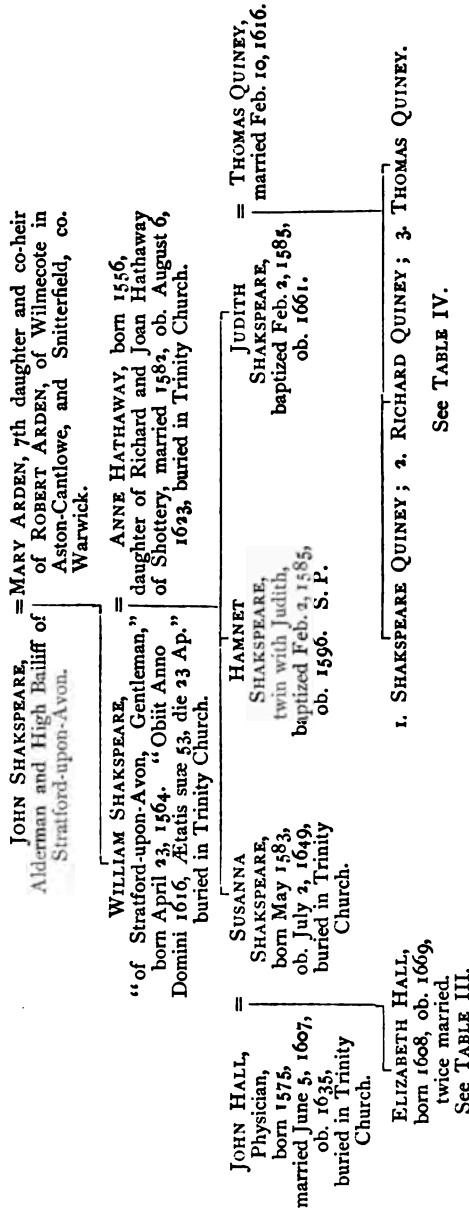 JOHN SHAKSPEARE,
Alderman and High Bailiff of
Stratford-upon-Avon.
= MARY ARDEN, 7th daughter and co-heir
of ROBERT ARDEN, of Wilmecote in
Aston-Cantlowe, and Snitterfield, co.
Warwick.
WILLIAM SHAKSPEARE,
"of Stratford-upon-Avon, Gentleman,"
born April 23, 1564. "Obiit Anno
Domini 1616, Ætatis suæ 53, die 23 Ap."
buried in Trinity Church.
= ANNE HATHAWAY, born 1556,
daughter of Richard and Joan Hathaway
of Shottery, married 1582, ob. August 6,
1623, buried in Trinity Church.
JOHN HALL,
Physician,
born 1575,
married June 5, 1607,
ob. 1635,
buried in Trinity
Church.
=
SUSANNA
SHAKSPEARE,
born May 1583,
ob. July 2, 1649,
buried in Trinity
Church.
HAMNET
SHAKSPEARE,
twin with Judith,
baptized Feb. 2, 1585,
ob. 1596. S. P.
JUDITH
SHAKSPEARE,
baptized Feb. 2, 1585,
ob. 1661.
= THOMAS QUINEY,
married Feb. 10, 1616.
ELIZABETH HALL,
born 1608, ob. 1669,
twice married.
See TABLE III.
1. SHAKSPEARE QUINEY; 2. RICHARD QUINEY; 3. THOMAS QUINEY.
See TABLE IV.